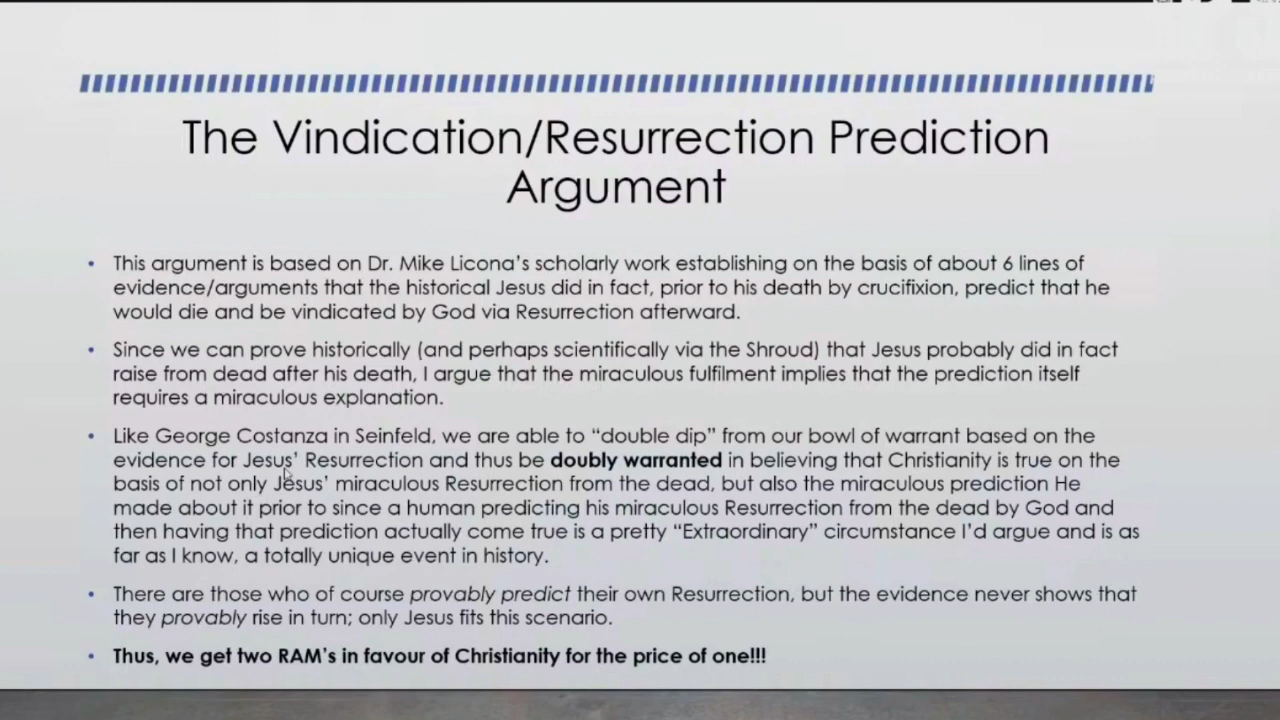 The Vindication/Resurrection Prediction
Argument
• This argument is based on Dr. Mike Licona's scholarly work establishing on the basis of about 6 lines of
evidence/arguments that the historical Jesus did in fact, prior to his death by crucifixion, predict that he
would die and be vindicated by God via Resurrection afterward.
• Since we can prove historically (and perhaps scientifically via the Shroud) that Jesus probably did in fact
raise from dead after his death, I argue that the miraculous fulfilment implies that the prediction itself
requires a miraculous explanation.
• Like George Costanza in Seinfeld, we are able to "double dip" from our bowl of warrant based on the
evidence for Jesus' Resurrection and thus be doubly warranted in believing that Christianity is true on the
basis of not only Jesus' miraculous Resurrection from the dead, but also the miraculous prediction He
made about it prior to since a human predicting his miraculous Resurrection from the dead by God and
then having that prediction actually come true is a pretty "Extraordinary" circumstance I'd argue and is as
far as I know, a totally unique event in history.
• There are those who of course provably predict their own Resurrection, but the evidence never shows that
they provably rise in turn; only Jesus fits this scenario.
• Thus, we get two RAM's in favour of Christianity for the price of one!!!